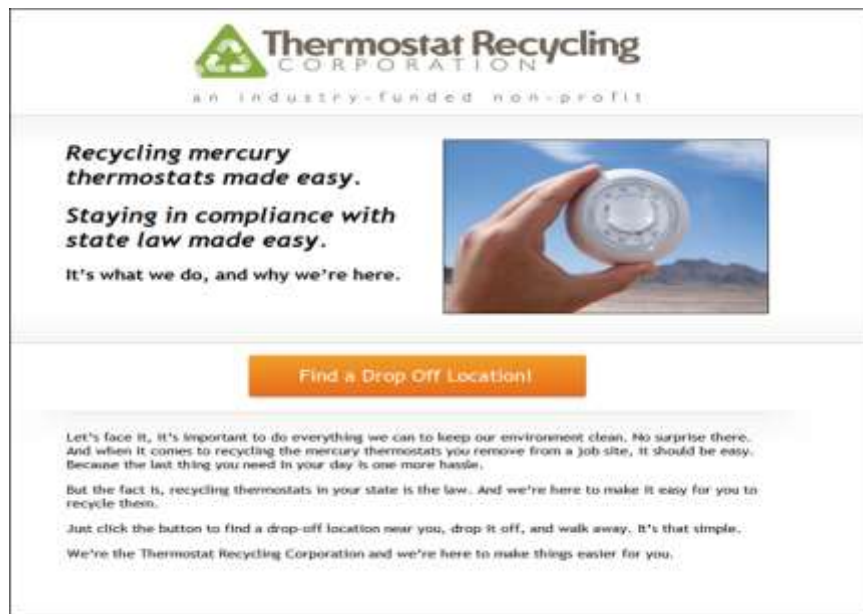 Thermostat Recycling
CORPORATION
an industry-funded non-profit
Recycling mercury
thermostats made easy.
Staying in compliance with
state law made easy.
It's what we do, and why we're here.
Find a Drop Off Location!
Let's face it, it's important to do everything we can to keep our environment clean. No surprise there.
And when it comes to recycling the mercury thermostats you remove from a job site, it should be easy.
Because the last thing you need in your day is one more hassle.
But the fact is, recycling thermostats in your state is the law. And we're here to make it easy for you to
recycle them.
Just click the button to find a drop-off location near you, drop it off, and walk away. It's that simple.
We're the Thermostat Recycling Corporation and we're here to make things easier for you.